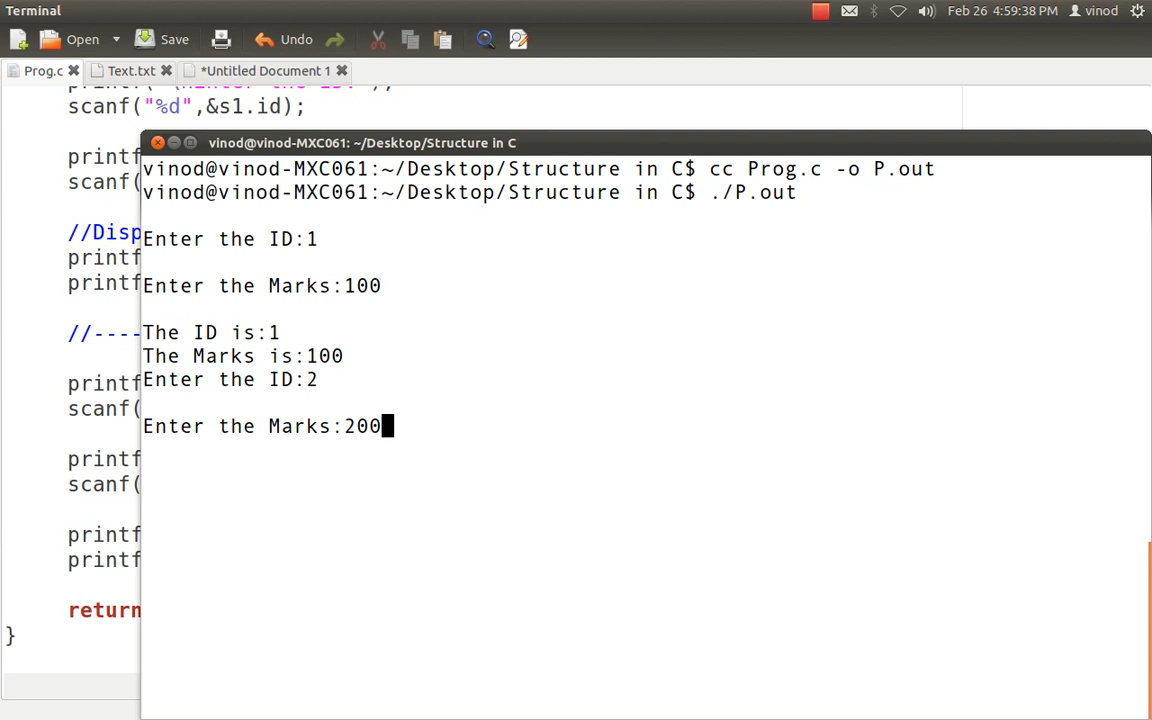 Terminal
Feb 26 4:59:38 PM vinod
Open Save Undo
Prog.c Text.txt *Untitled Document 1
scanf("%d",&s1.id);
vinod@vinod-MXC061: ~/Desktop/Structure in C
printf
scanf(
//Disp
printf
printf
//----
printf
scanf(
printf
scanf(
printf
printf
return
}
vinod@vinod-MXC061:~/Desktop/Structure in C$ cc Prog.c -o P.out
vinod@vinod-MXC061:~/Desktop/Structure in C$ ./P.out
Enter the ID:1
Enter the Marks:100
The ID is:1
The Marks is:100
Enter the ID:2
Enter the Marks:200